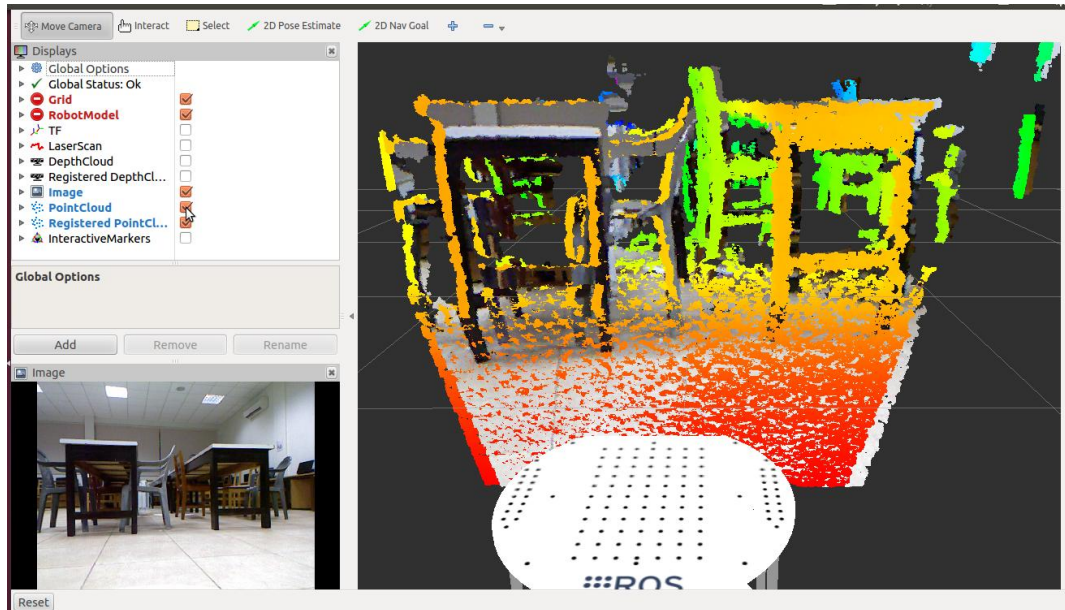 Move Camera Interact Select 2D Pose Estimate 2D Nav Goal
Displays
Global Options
Global Status: Ok
Grid
RobotModel
TF
LaserScan
DepthCloud
Registered DepthCl...
Image
PointCloud
Registered PointCl...
InteractiveMarkers
Global Options
Add Remove Rename
Image
ROS
Reset